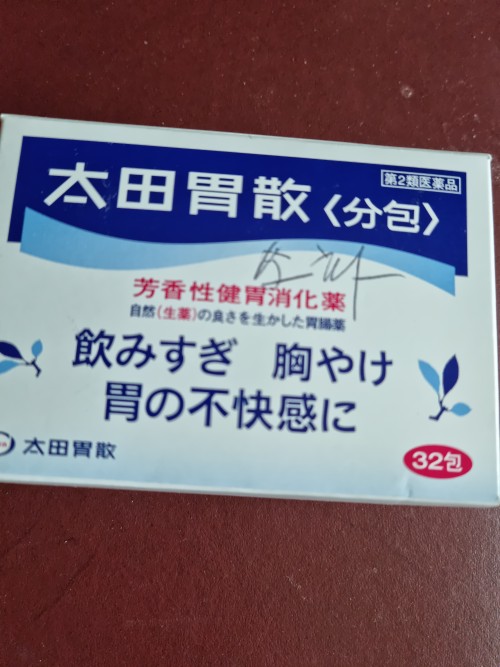 第2類医薬品
太田胃散〈分包〉
芳香性健胃消化薬
自然(生薬)の良さを生かした胃腸薬
飲みすぎ 胸やけ
胃の不快感に
太田胃散
32包